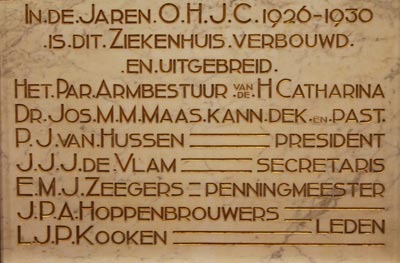 IN.DE.JAREN.O.H.J.C.1926-1930
.IS.DIT.ZIEKENHUIS.VERBOUWD.
.EN.UITGEBREID.
HET.PAR.ARMBESTUUR VAN DE H CATHARINA
DR.JOS.M.M.MAAS.KANN.DEK.EN.PAST.
P.J.VAN.HUSSEN PRESIDENT
J.J.J.DE VLAM SECRETARIS
E.M.J.ZEEGERS PENNINGMEESTER
J.P.A.HOPPENBROUWERS
L.J.P.KOOKEN LEDEN